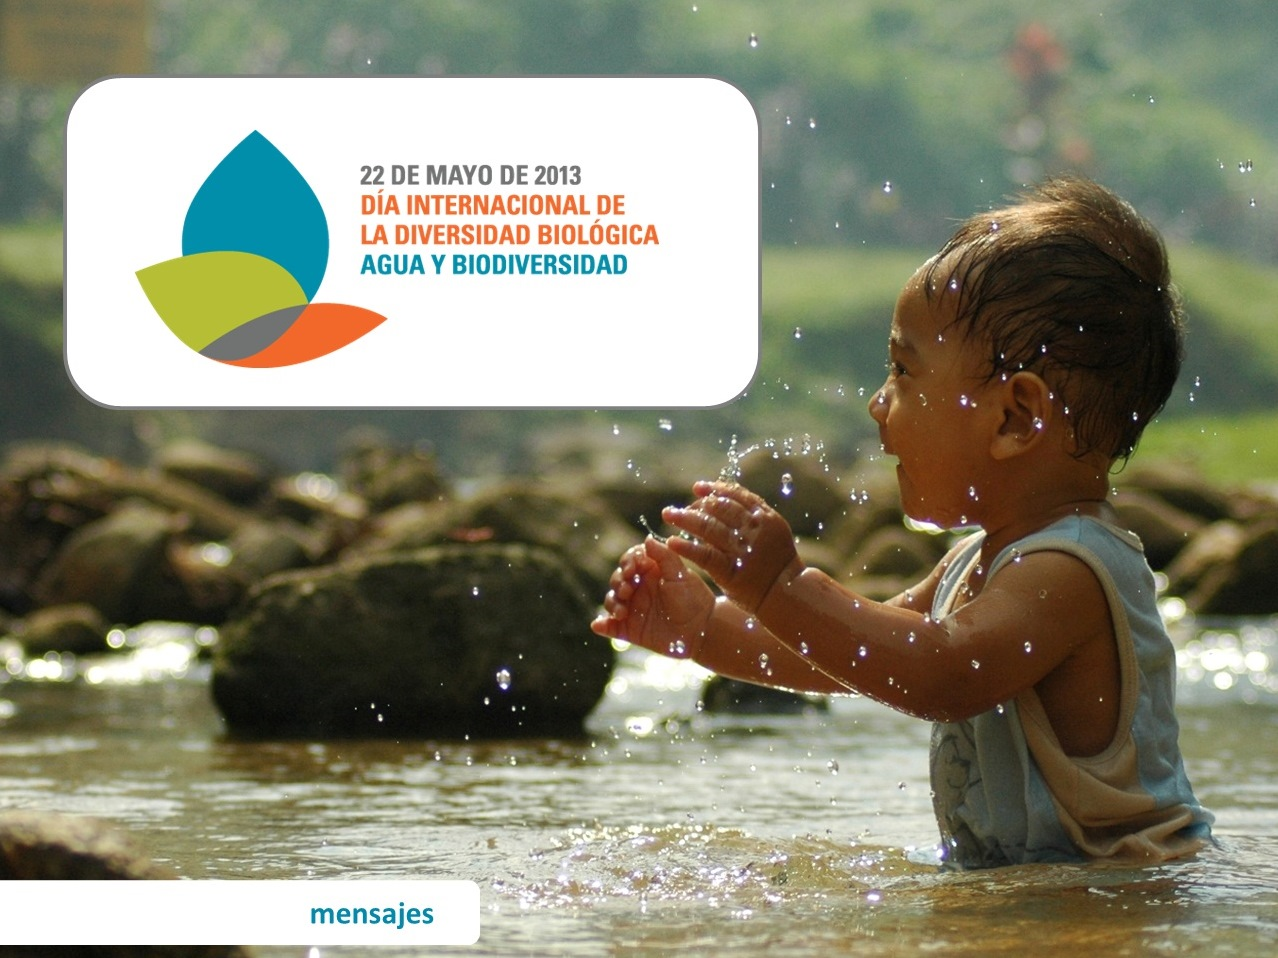 22 DE MAYO DE 2013
DÍA INTERNACIONAL DE
LA DIVERSIDAD BIOLÓGICA
AGUA Y BIODIVERSIDAD
mensajes